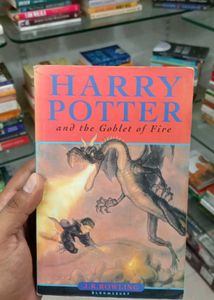 HARRY
POTTER
and the Goblet of Fire
J.K.ROWLING
BLOOMSBURY